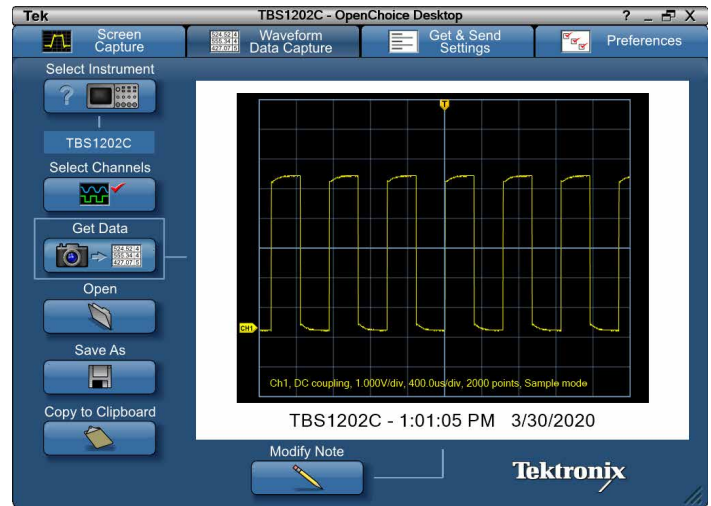 Tek
TBS1202C - OpenChoice Desktop
? _ X
Screen
Capture
Waveform
Data Capture
Get & Send
Settings
Preferences
Select Instrument
?
TBS1202C
Select Channels
Get Data
Open
Save As
Copy to Clipboard
T
CH1
Ch1, DC coupling, 1.000V/div, 400.0us/div, 2000 points, Sample mode
TBS1202C - 1:01:05 PM 3/30/2020
Modify Note
Tektronix